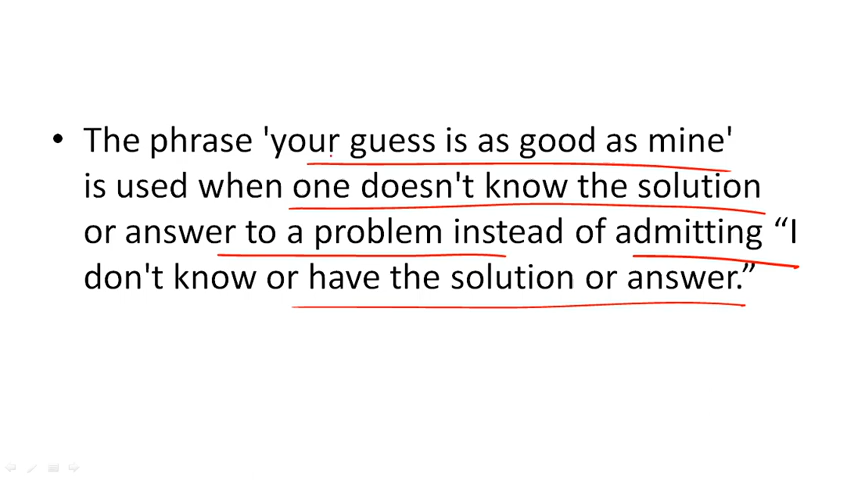 • The phrase 'your guess is as good as mine'
is used when one doesn't know the solution
or answer to a problem instead of admitting “I
don't know or have the solution or answer.”